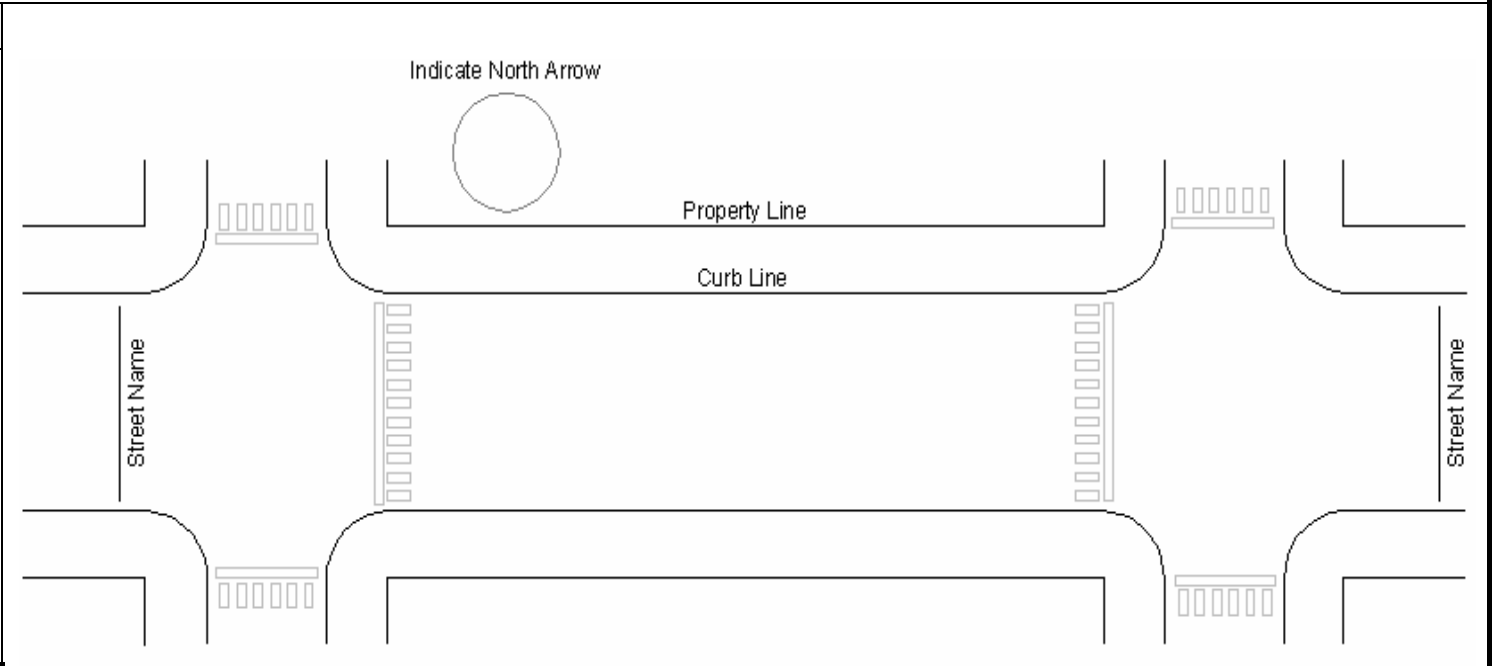 Indicate North Arrow
Property Line
Curb Line
Street Name
Street Name